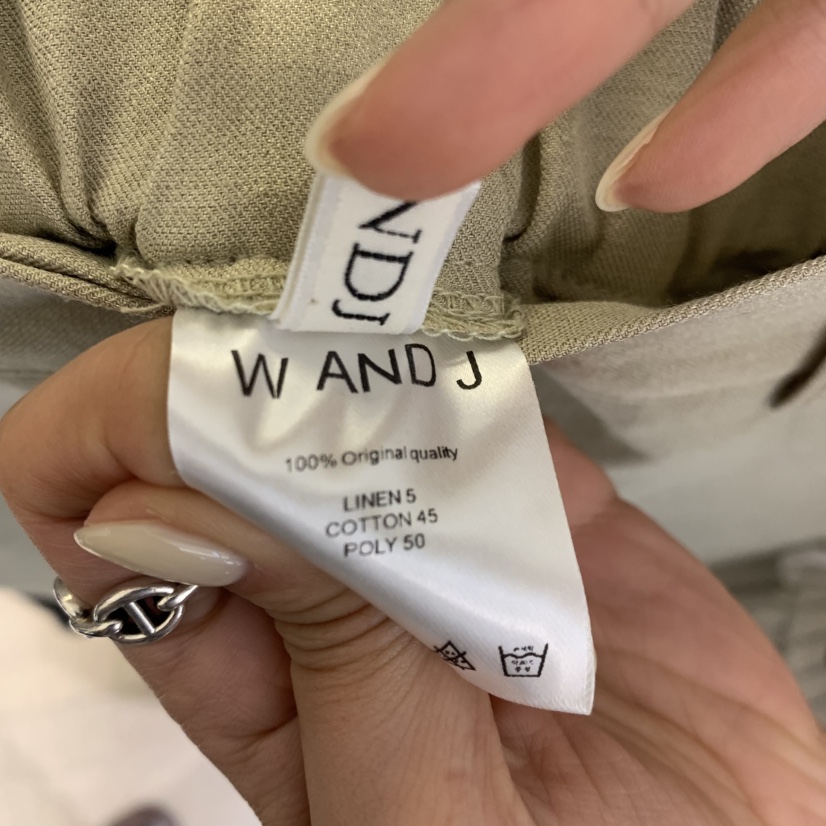 NDJ
W AND J
100% Original quality
LINEN 5
COTTON 45
POLY 50